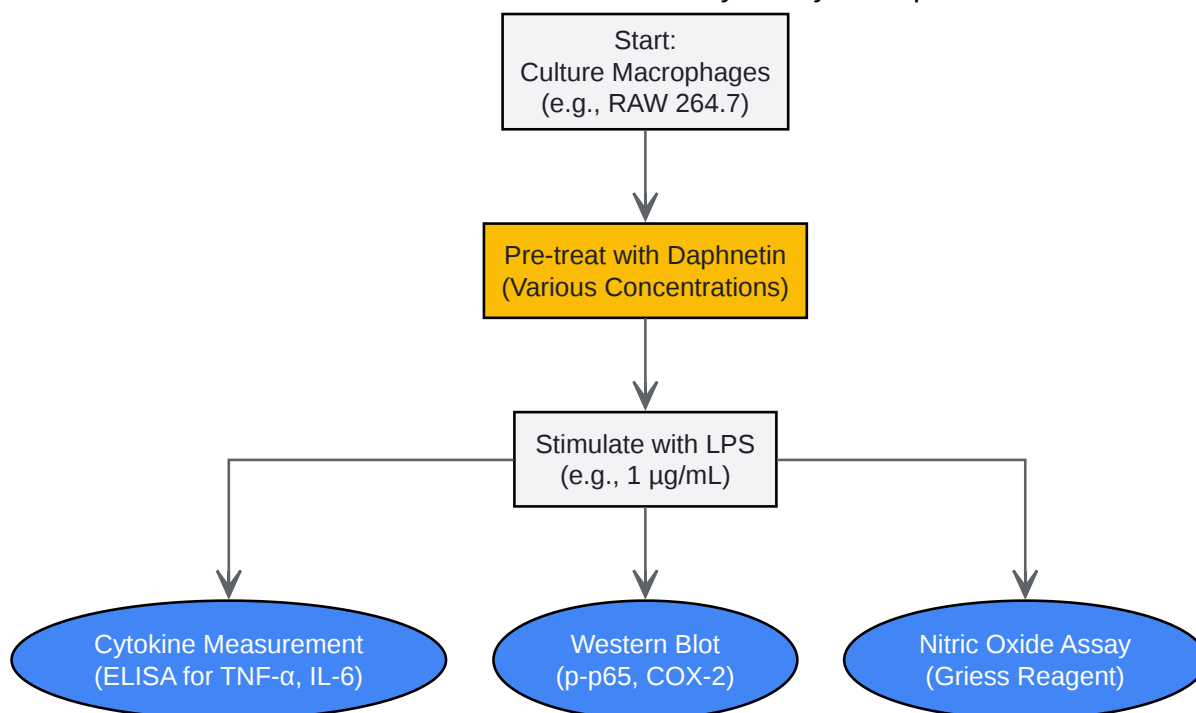 Start:
Culture Macrophages
(e.g., RAW 264.7)
Pre-treat with Daphnetin
(Various Concentrations)
Stimulate with LPS
(e.g., 1 µg/mL)
Cytokine Measurement
(ELISA for TNF-α, IL-6)
Western Blot
(p-p65, COX-2)
Nitric Oxide Assay
(Griess Reagent)